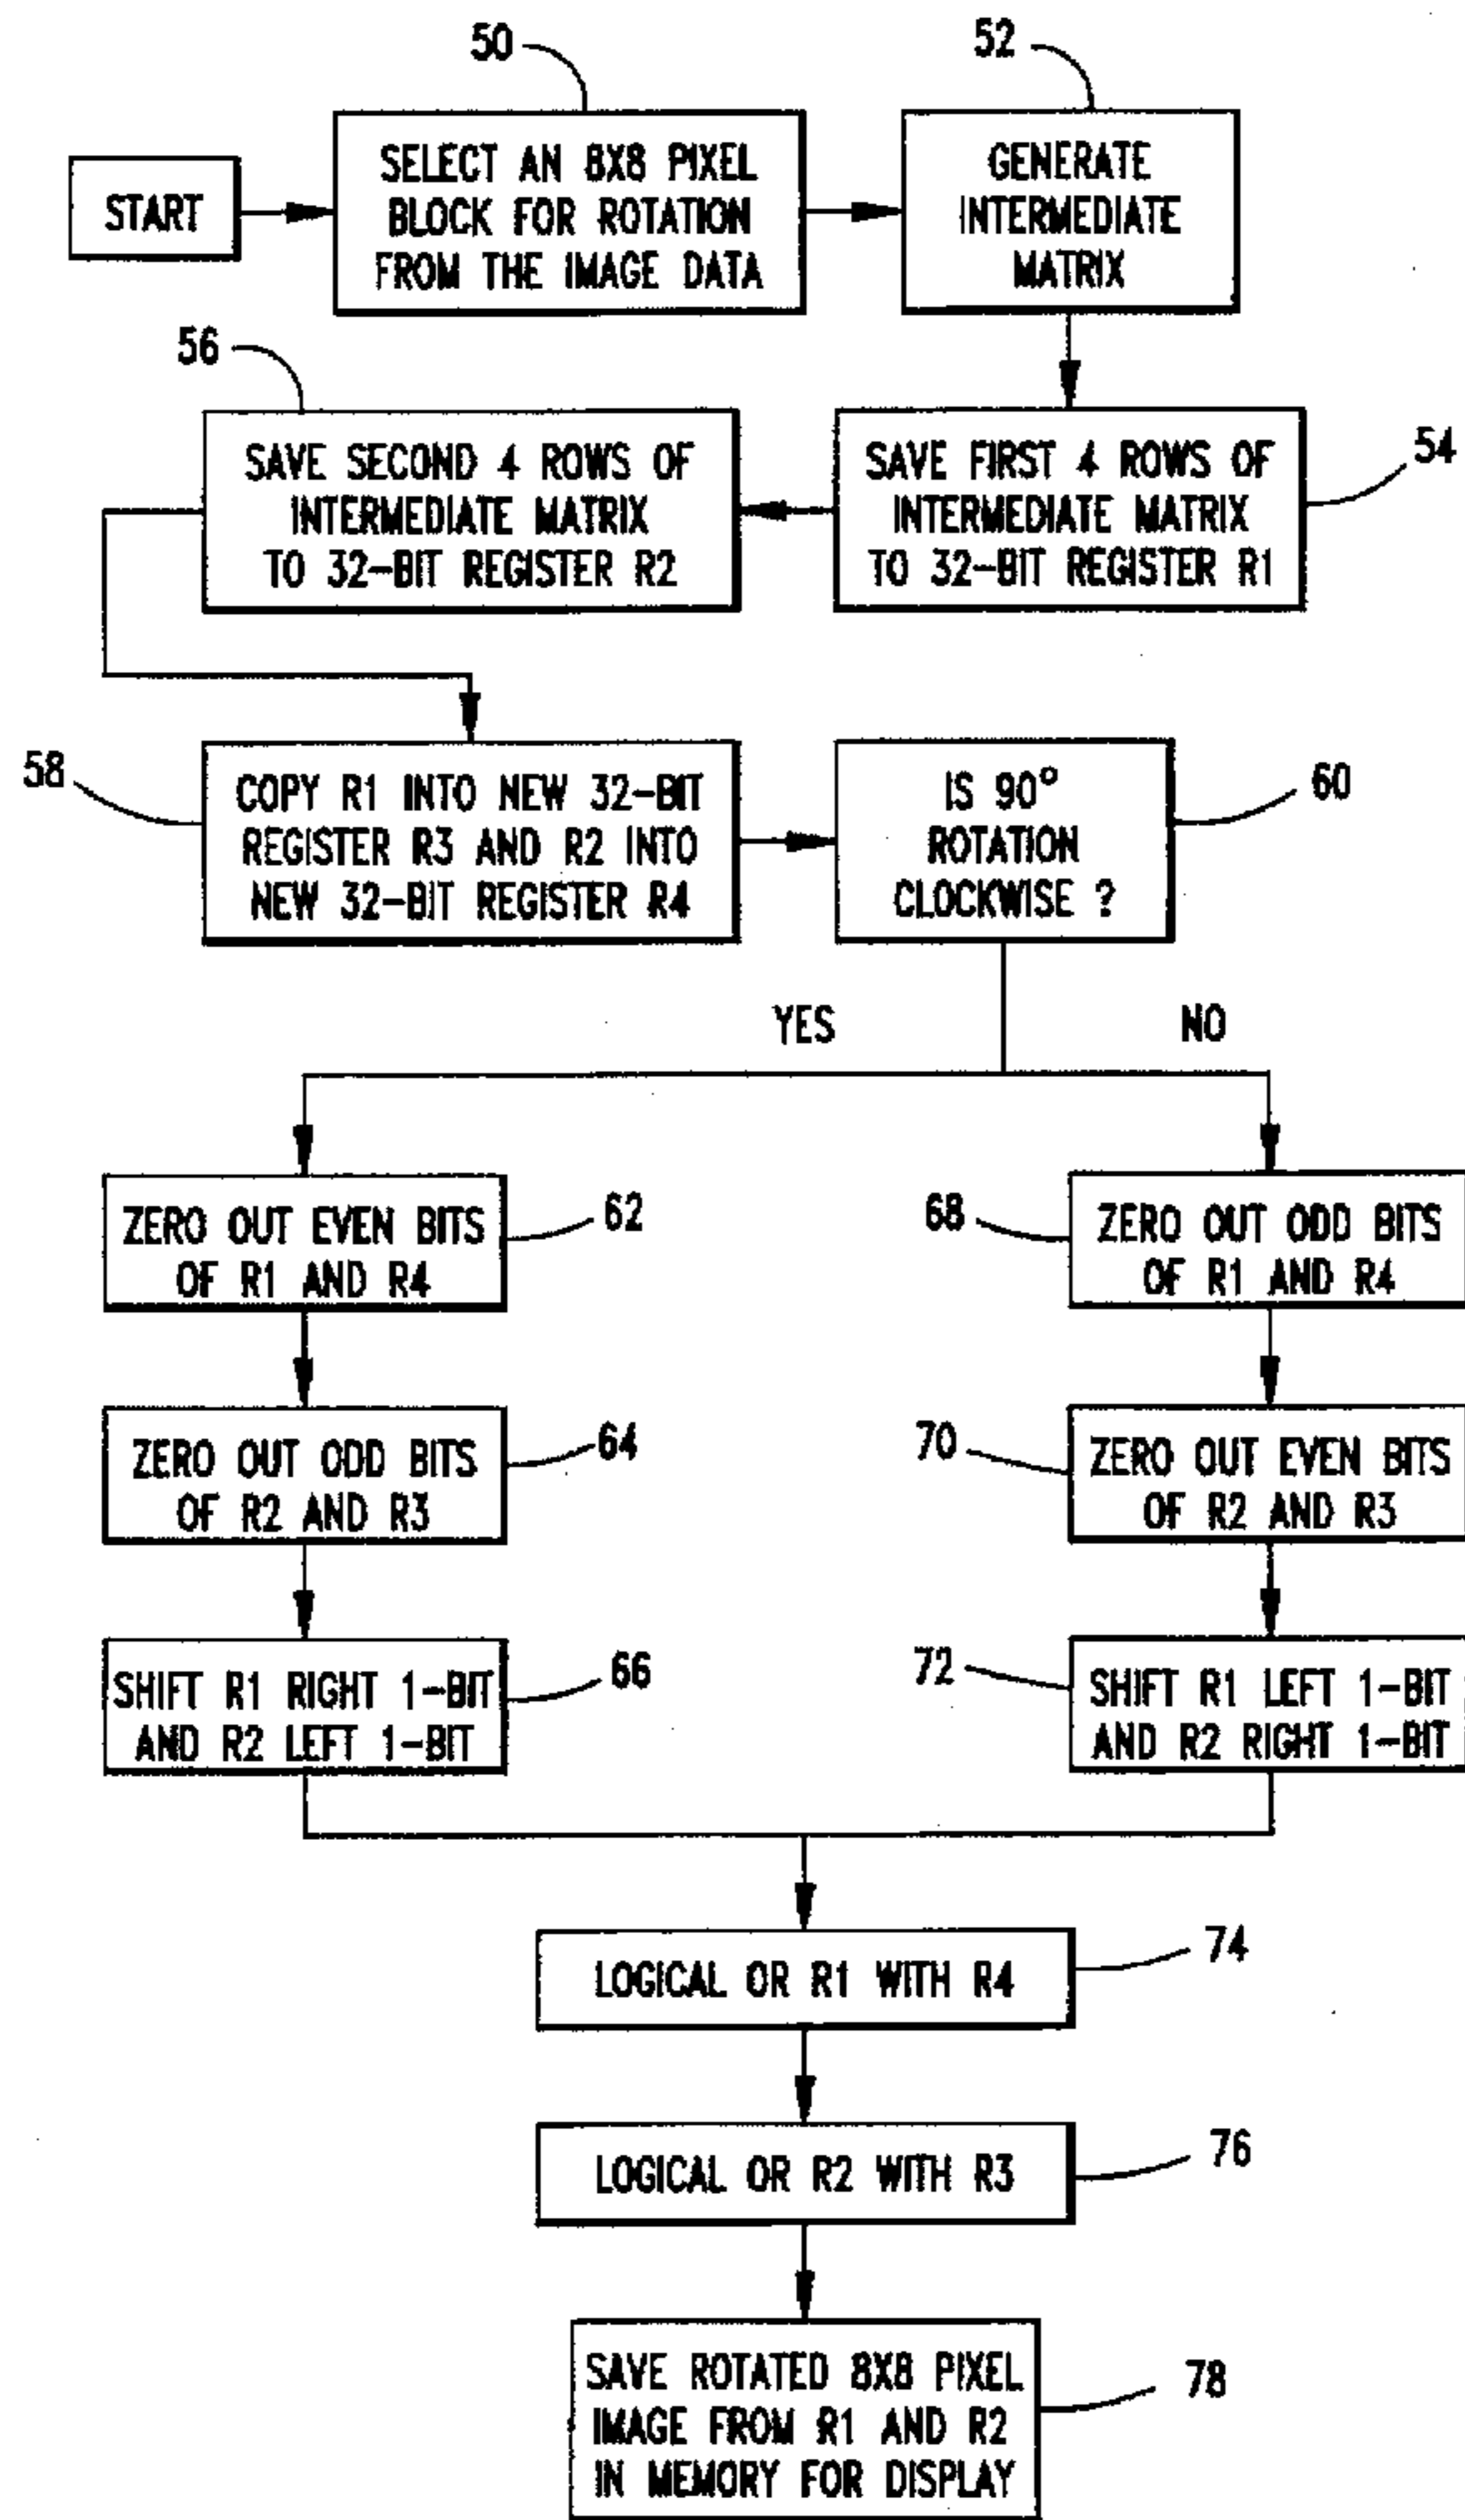 50
52
START
SELECT AN 8X8 PIXEL
BLOCK FOR ROTATION
FROM THE IMAGE DATA
GENERATE
INTERMEDIATE
MATRIX
56
54
SAVE SECOND 4 ROWS OF
INTERMEDIATE MATRIX
TO 32-BIT REGISTER R2
SAVE FIRST 4 ROWS OF
INTERMEDIATE MATRIX
TO 32-BIT REGISTER R1
58
COPY R1 INTO NEW 32-BIT
REGISTER R3 AND R2 INTO
NEW 32-BIT REGISTER R4
IS 90°
ROTATION
CLOCKWISE ?
60
YES
NO
ZERO OUT EVEN BITS
OF R1 AND R4
62
68
ZERO OUT ODD BITS
OF R1 AND R4
ZERO OUT ODD BITS
OF R2 AND R3
64
70
ZERO OUT EVEN BITS
OF R2 AND R3
SHIFT R1 RIGHT 1-BIT
AND R2 LEFT 1-BIT
66
72
SHIFT R1 LEFT 1-BIT
AND R2 RIGHT 1-BIT
LOGICAL OR R1 WITH R4
74
LOGICAL OR R2 WITH R3
76
SAVE ROTATED 8X8 PIXEL
IMAGE FROM R1 AND R2
IN MEMORY FOR DISPLAY
78